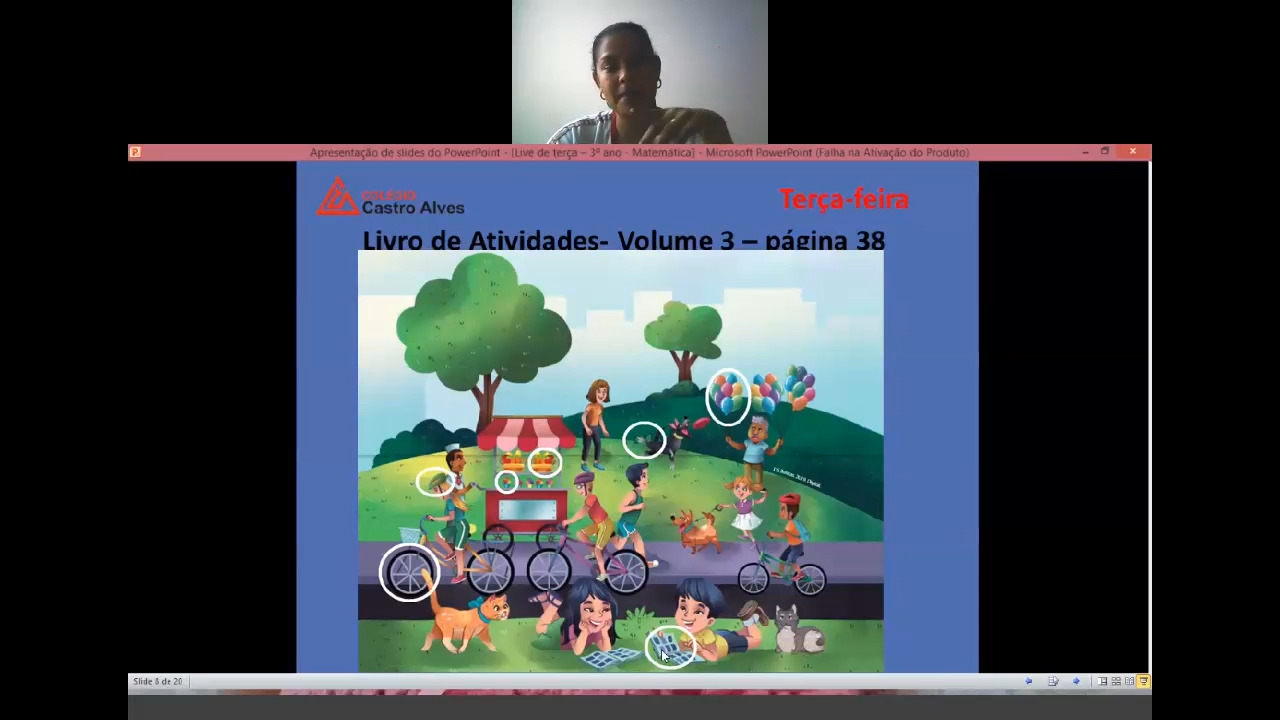 Apresentação de slides do PowerPoint - [Live de terça – 3º ano - Matemática] - Microsoft PowerPoint (Falha na Ativação do Produto)
COLÉGIO
Castro Alves
Terça-feira
Livro de Atividades- Volume 3 – página 38
Slide 8 de 20